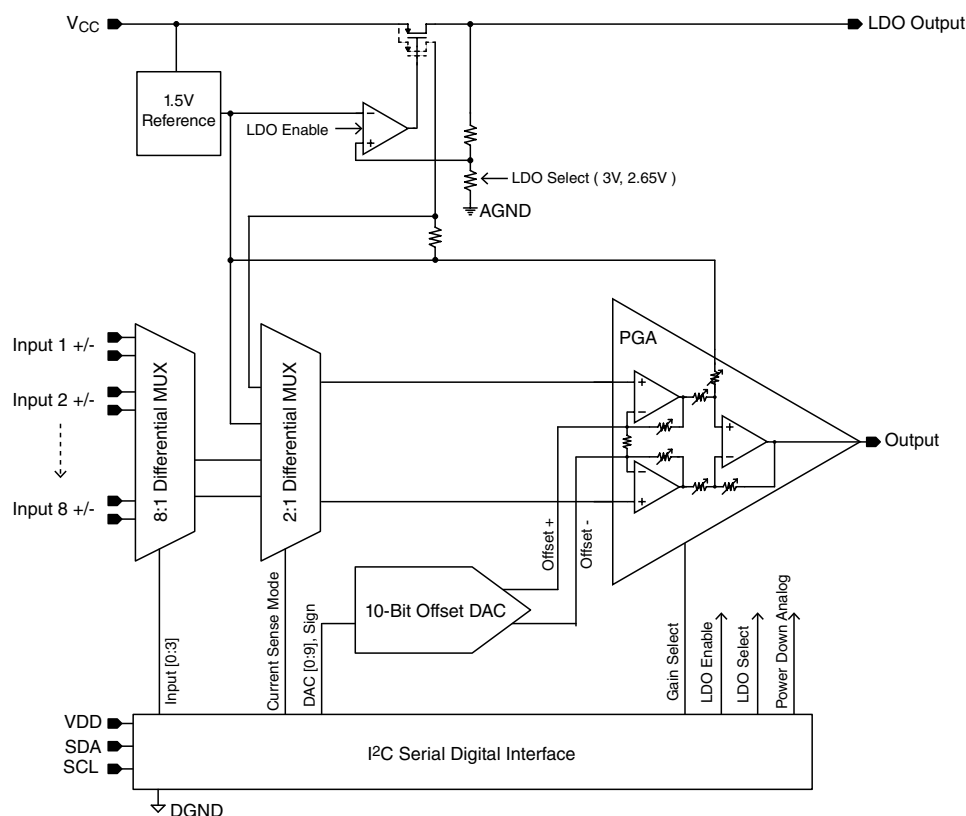 VCC
LDO Output
1.5V
Reference
LDO Enable
LDO Select ( 3V, 2.65V )
AGND
−
+
PGA
Input 1 +/-
Input 2 +/-
Input 8 +/-
8:1 Differential MUX
2:1 Differential MUX
+
−
−
+
+
−
Output
Offset +
Offset -
10-Bit Offset DAC
Input [0:3]
Current Sense Mode
DAC [0:9], Sign
Gain Select
LDO Enable
LDO Select
Power Down Analog
VDD
SDA
SCL
I2C Serial Digital Interface
DGND